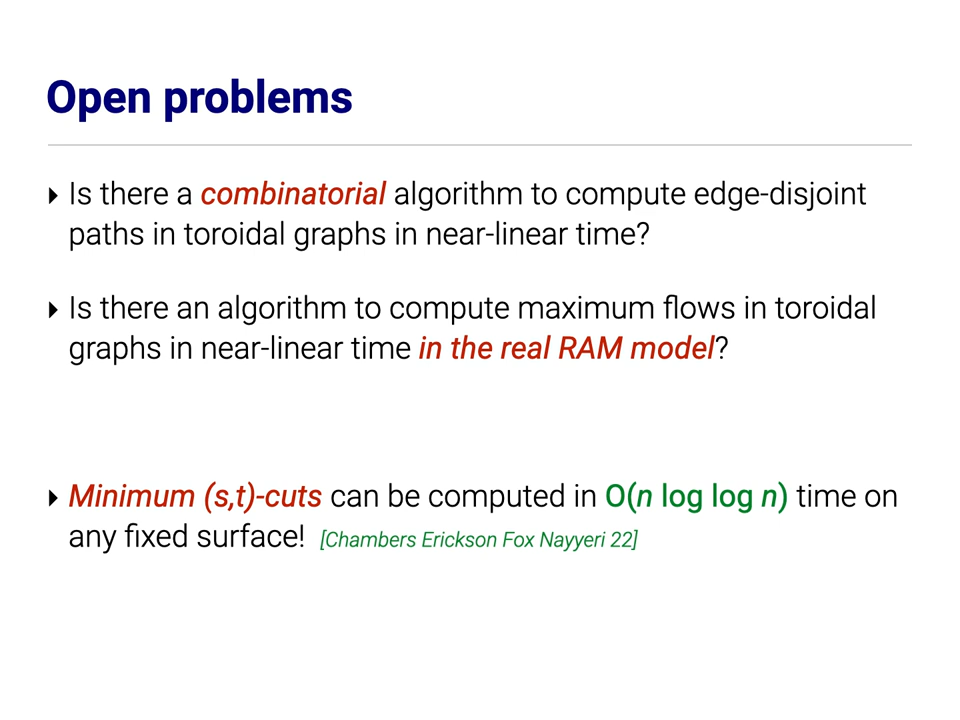 Open problems
‣ Is there a combinatorial algorithm to compute edge-disjoint
paths in toroidal graphs in near-linear time?
‣ Is there an algorithm to compute maximum flows in toroidal
graphs in near-linear time in the real RAM model?
‣ Minimum (s,t)-cuts can be computed in O(n log log n) time on
any fixed surface! [Chambers Erickson Fox Nayyeri 22]